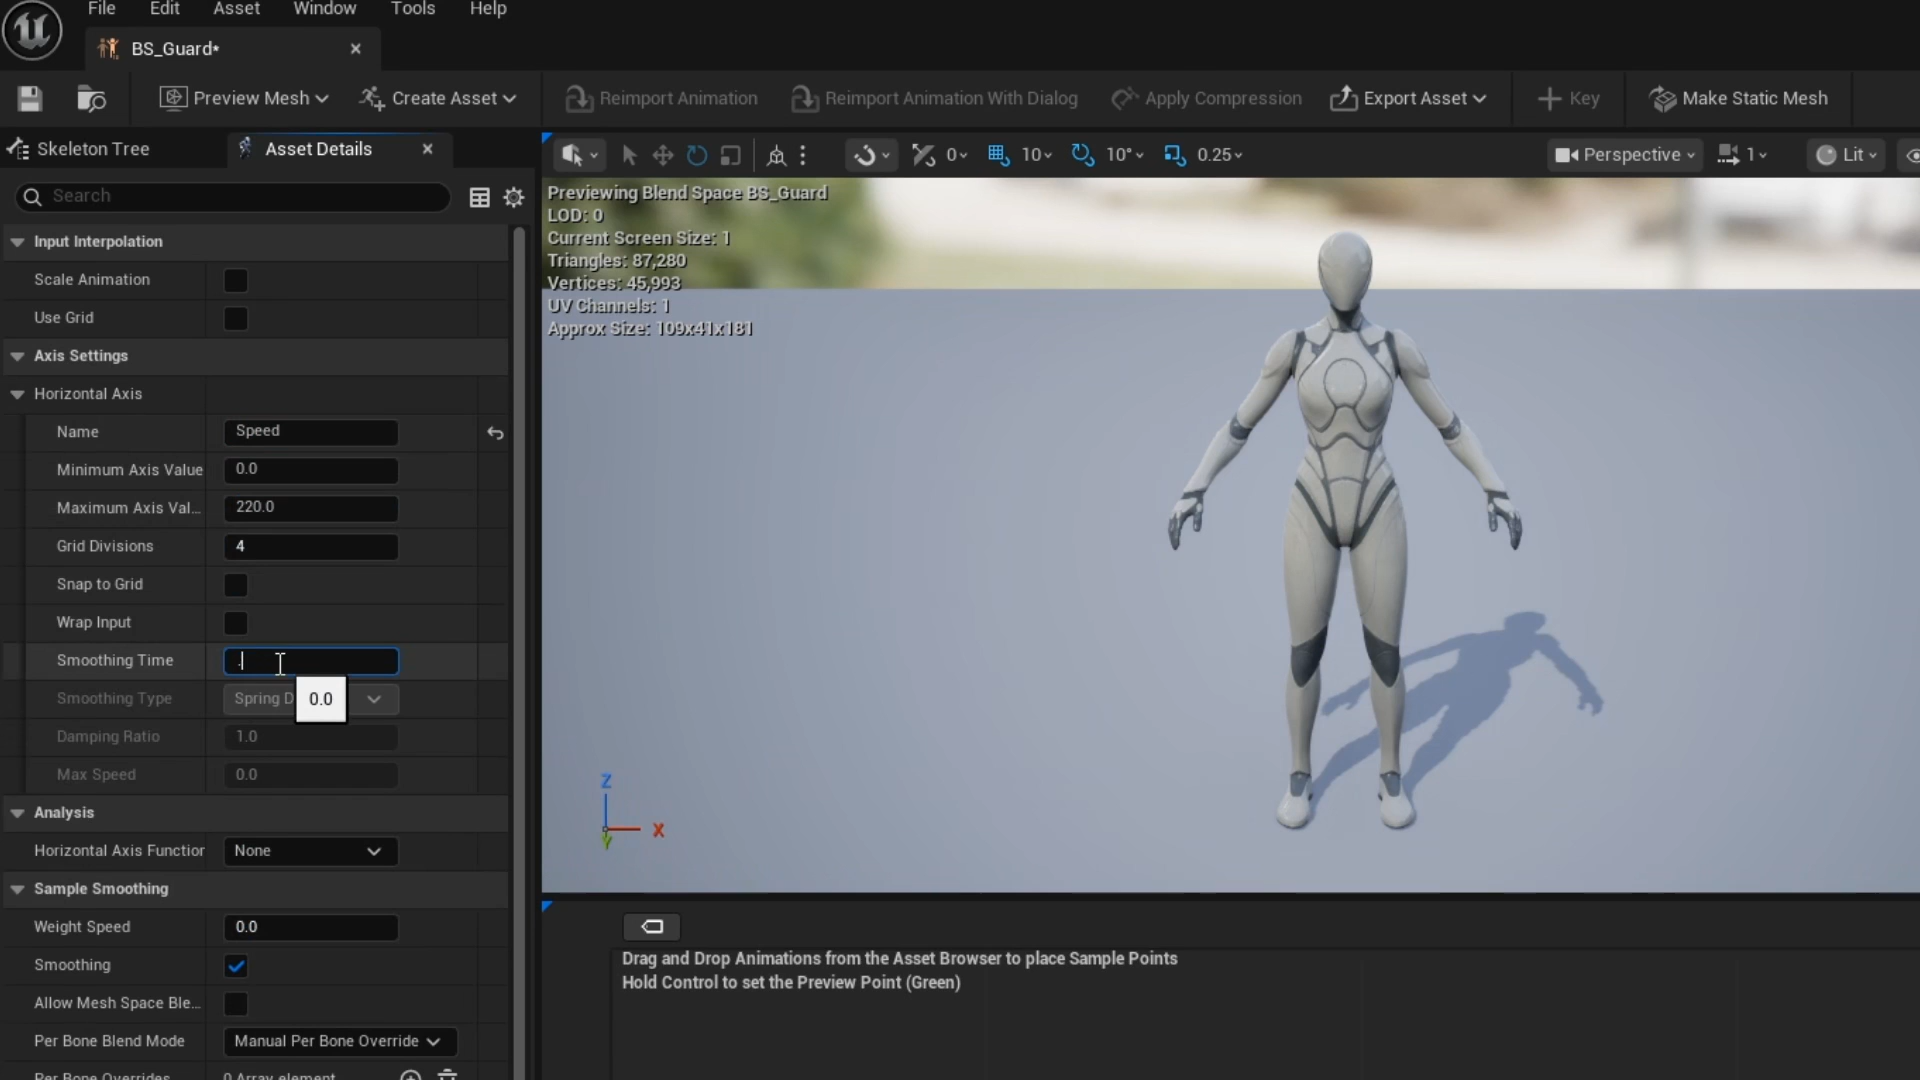 File Edit Asset Window Tools Help
BS_Guard*
Preview Mesh Create Asset Reimport Animation Reimport Animation With Dialog Apply Compression Export Asset Key Make Static Mesh
Skeleton Tree Asset Details
0 10 10° 0.25 Perspective 1 Lit
Search
Previewing Blend Space BS_Guard
LOD: 0
Current Screen Size: 1
Triangles: 87,280
Vertices: 45,993
UV Channels: 1
Approx Size: 109x41x181
Input Interpolation
Scale Animation
Use Grid
Axis Settings
Horizontal Axis
Name Speed
Minimum Axis Value 0.0
Maximum Axis Val... 220.0
Grid Divisions 4
Snap to Grid
Wrap Input
Smoothing Time .
Smoothing Type Spring D
0.0
Damping Ratio 1.0
Max Speed 0.0
Z
X
Y
Analysis
Horizontal Axis Function None
Sample Smoothing
Weight Speed 0.0
Smoothing
Allow Mesh Space Ble...
Per Bone Blend Mode Manual Per Bone Override
Per Bone Overrides 0 Array element
Drag and Drop Animations from the Asset Browser to place Sample Points
Hold Control to set the Preview Point (Green)